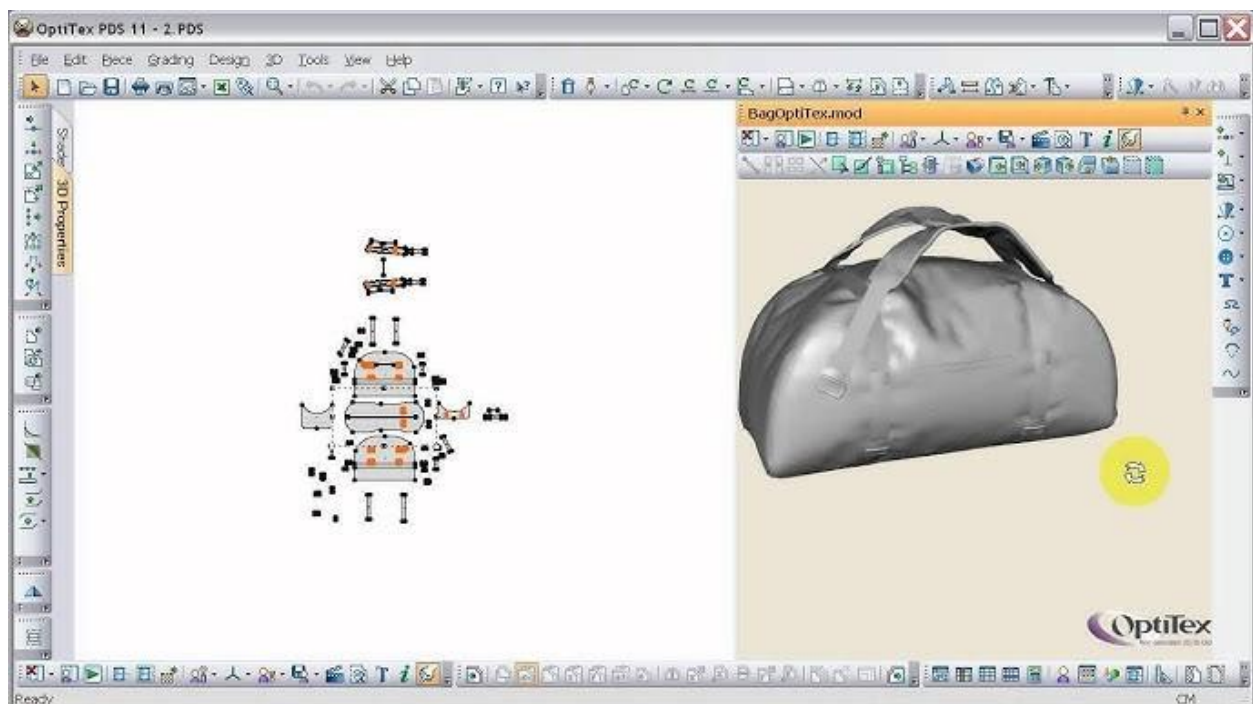 OptiTex PDS 11 - 2.PDS
File Edit Piece Grading Design 3D Tools View Help
BagOptiTex.mod
Shader
3D Properties
OptiTex
Ready
CM